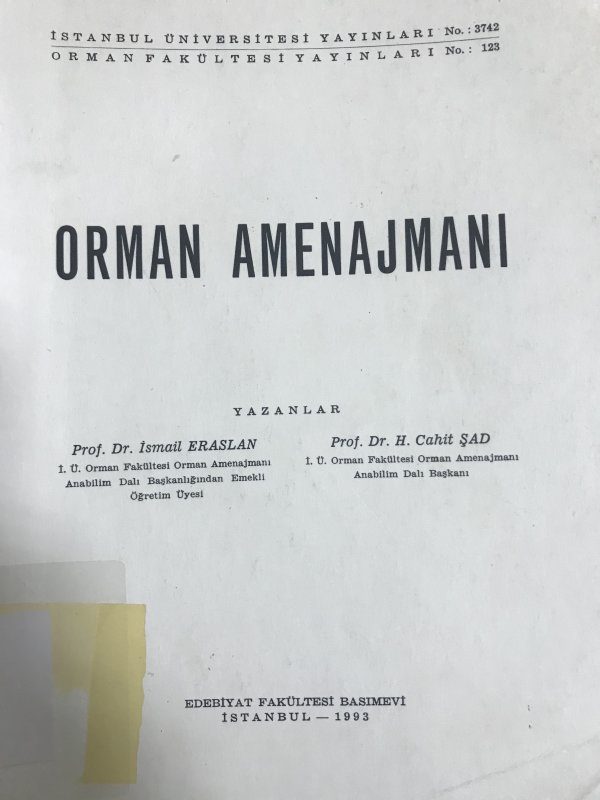 İSTANBUL ÜNİVERSİTESİ YAYINLARI No. : 3742
ORMAN FAKÜLTESİ YAYINLARI No. : 123
ORMAN AMENAJMANI
YAZANLAR
Prof. Dr. İsmail ERASLAN
İ. Ü. Orman Fakültesi Orman Amenajmanı
Anabilim Dalı Başkanlığından Emekli
Öğretim Üyesi
Prof. Dr. H. Cahit ŞAD
İ. Ü. Orman Fakültesi Orman Amenajmanı
Anabilim Dalı Başkanı
EDEBİYAT FAKÜLTESİ BASIMEVİ
İSTANBUL — 1993